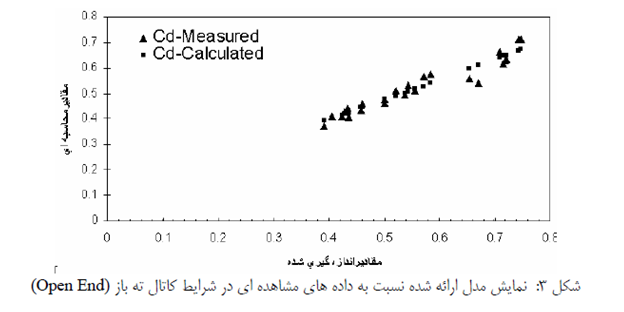 0.8
0.7
0.6
0.5
0.4
0.3
0.2
0.1
0
Cd-Measured
Cd-Calculated
مقادیر محاسبه ای
0 0.1 0.2 0.3 0.4 0.5 0.6 0.7 0.8
مقادیر انداز، گیری شده
شکل ۳: نمایش مدل ارائه شده نسبت به داده های مشاهده ای در شرایط کاتال ته باز (Open End)